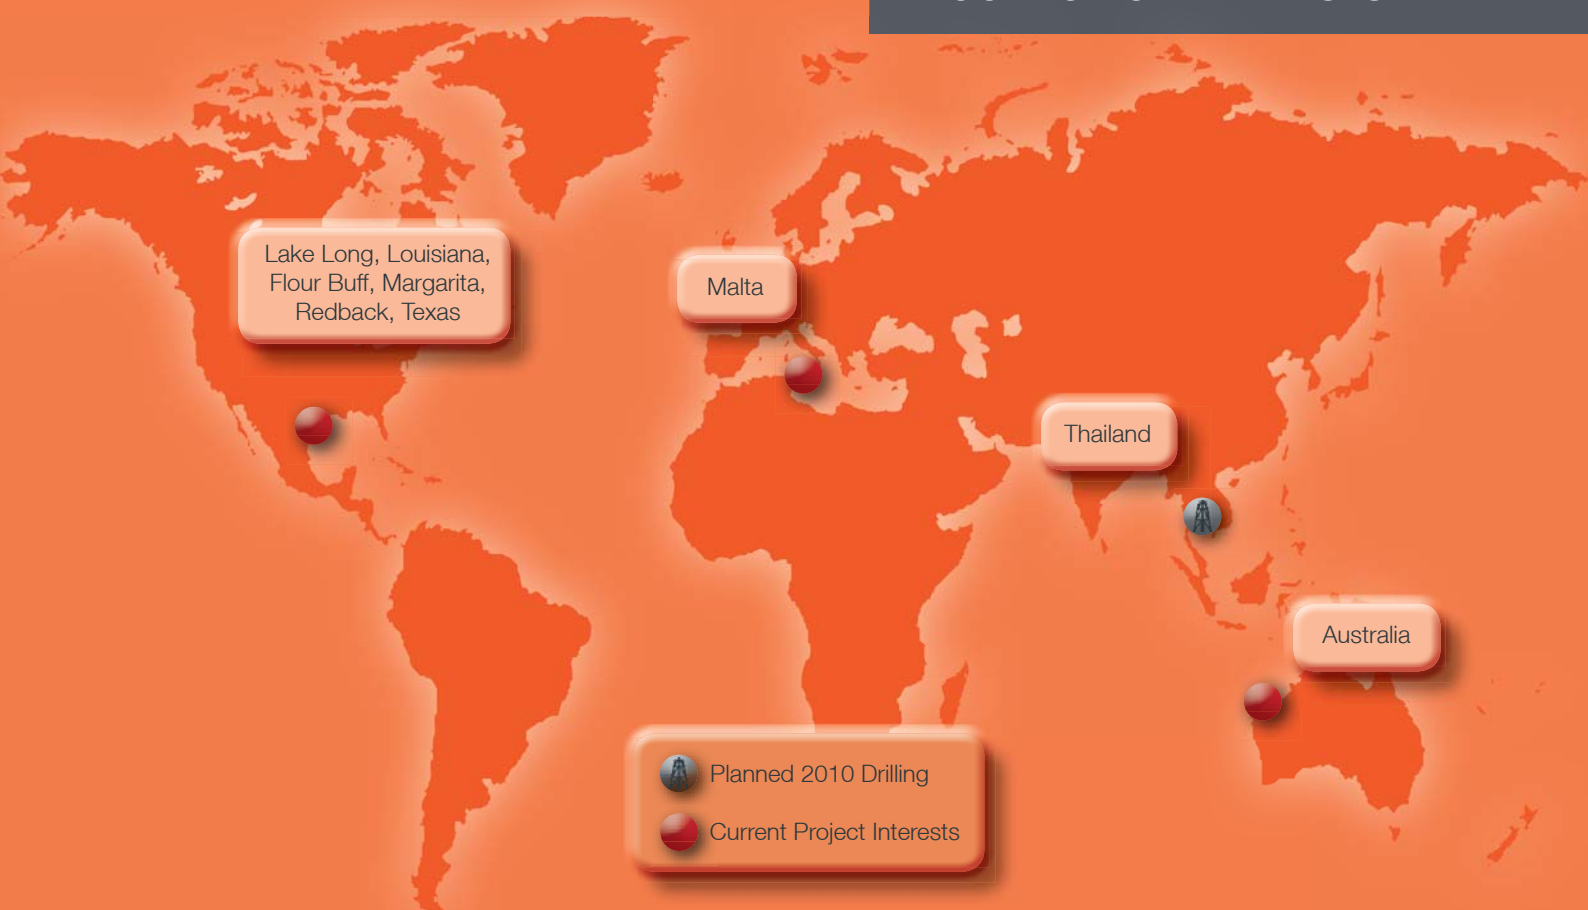 Lake Long, Louisiana,
Flour Buff, Margarita,
Redback, Texas
Malta
Thailand
Australia
Planned 2010 Drilling
Current Project Interests